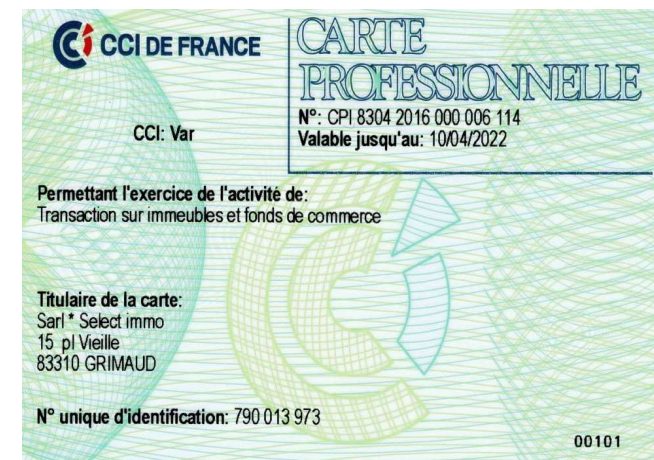 CCI DE FRANCE
CARTE
PROFESSIONNELLE
N°: CPI 8304 2016 000 006 114
Valable jusqu'au: 10/04/2022
CCI: Var
Permettant l'exercice de l'activité de:
Transaction sur immeubles et fonds de commerce
Titulaire de la carte:
Sarl * Select immo
15 pl Vieille
83310 GRIMAUD
N° unique d'identification: 790 013 973
00101